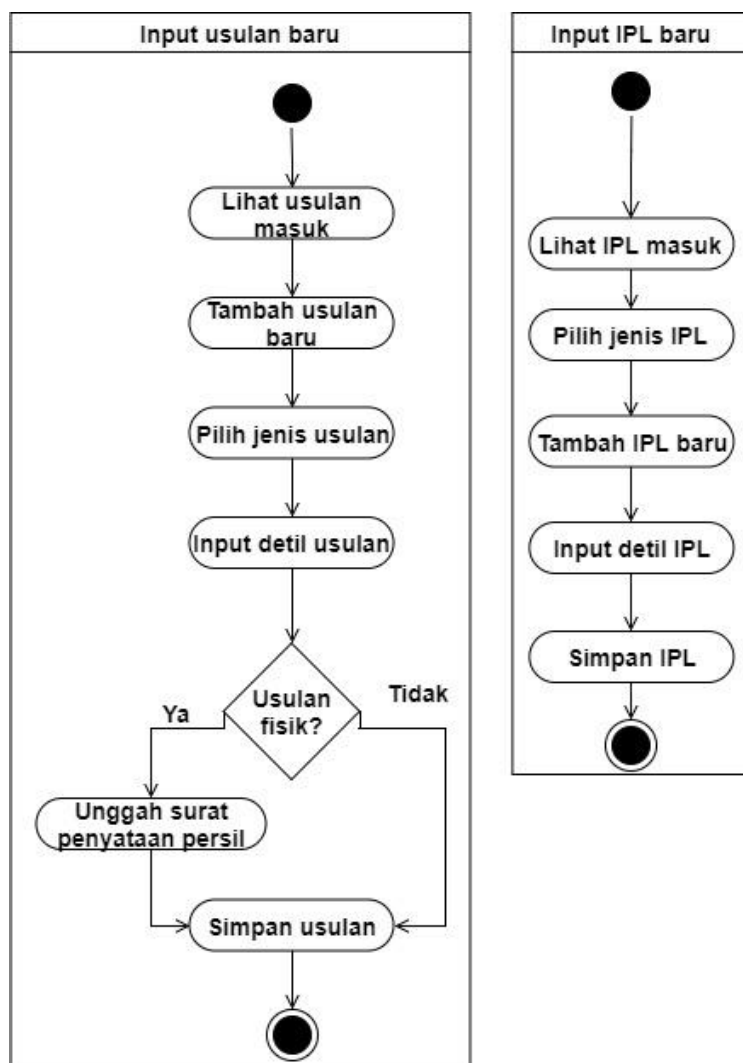 Input usulan baru
Lihat usulan
masuk
Tambah usulan
baru
Pilih jenis usulan
Input detil usulan
Usulan
fisik?
Ya
Tidak
Unggah surat
penyataan persil
Simpan usulan
Input IPL baru
Lihat IPL masuk
Pilih jenis IPL
Tambah IPL baru
Input detil IPL
Simpan IPL